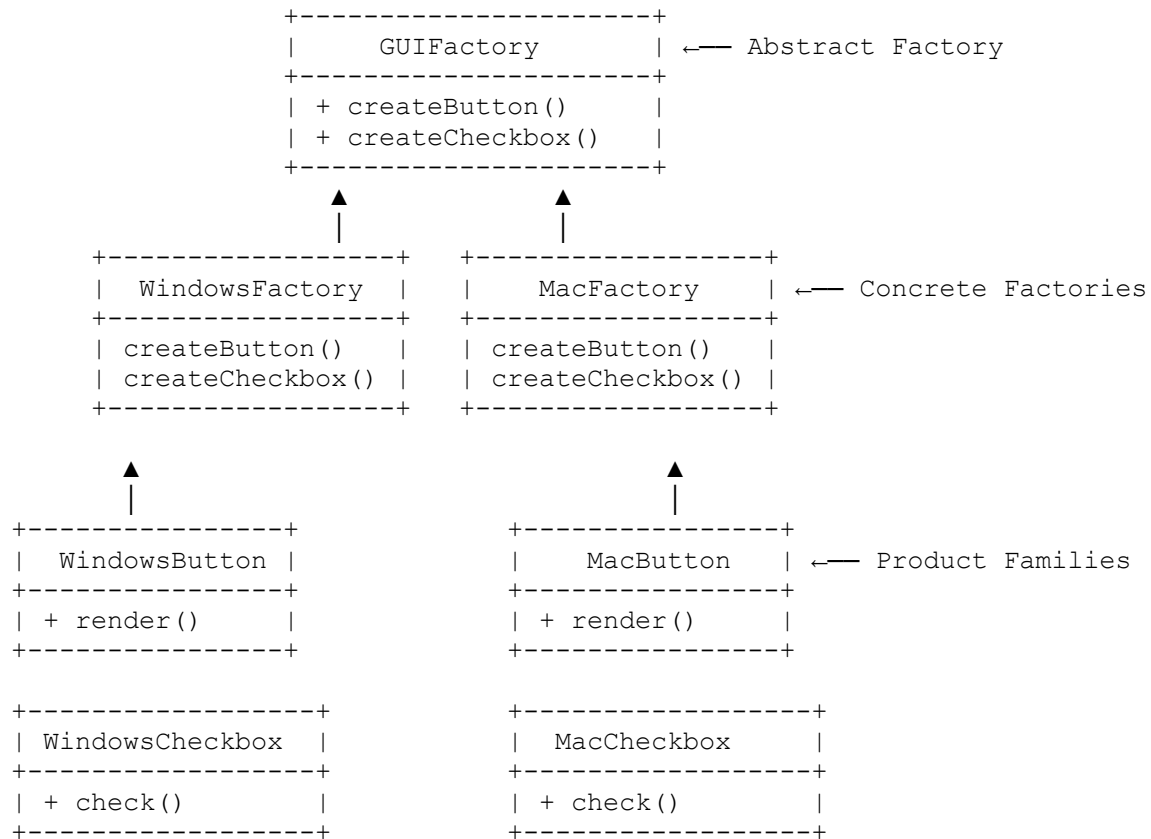 +----------------------+
| GUIFactory | ←── Abstract Factory
+----------------------+
| + createButton() |
| + createCheckbox() |
+----------------------+
▲ ▲
│ │
+------------------+ +------------------+
| WindowsFactory | | MacFactory | ←── Concrete Factories
+------------------+ +------------------+
| createButton() | | createButton() |
| createCheckbox() | | createCheckbox() |
+------------------+ +------------------+
▲ ▲
│ │
+----------------+ +----------------+
| WindowsButton | | MacButton | ←── Product Families
+----------------+ +----------------+
| + render() | | + render() |
+----------------+ +----------------+
+------------------+ +------------------+
| WindowsCheckbox | | MacCheckbox |
+------------------+ +------------------+
| + check() | | + check() |
+------------------+ +------------------+